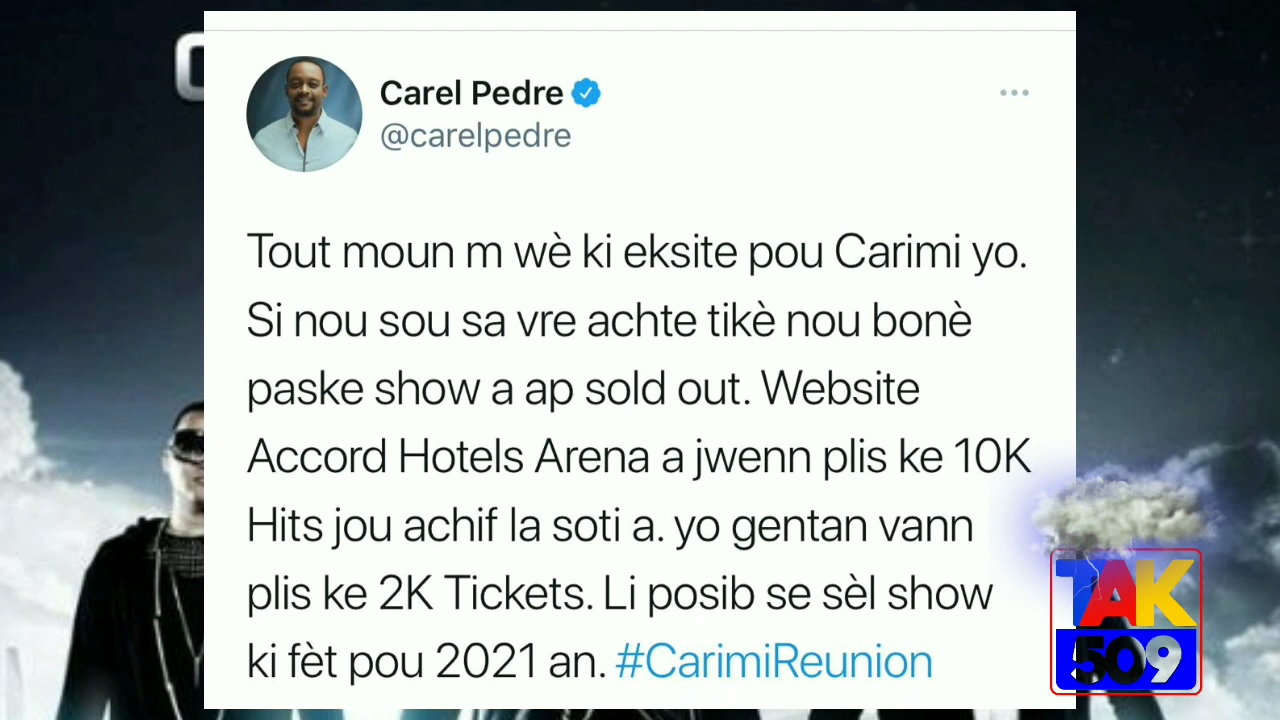 Carel Pedre
@carelpedre
Tout moun m wè ki eksite pou Carimi yo.
Si nou sou sa vre achte tikè nou bonè
paske show a ap sold out. Website
Accord Hotels Arena a jwenn plis ke 10K
Hits jou achif la soti a. yo gentan vann
plis ke 2K Tickets. Li posib se sèl show
ki fèt pou 2021 an. #CarimiReunion
TAK
509